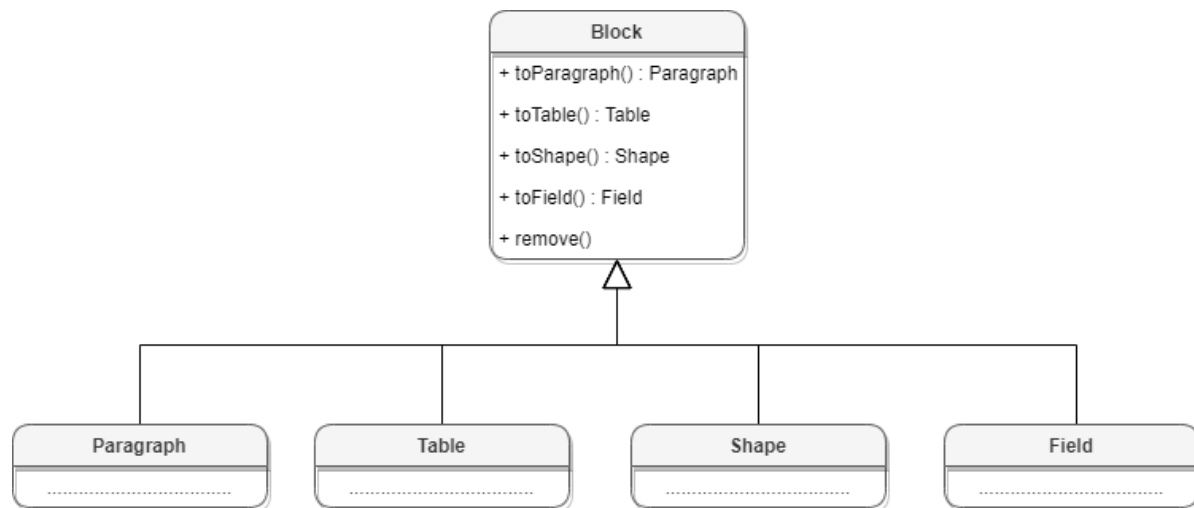 Block
+ toParagraph() : Paragraph
+ toTable() : Table
+ toShape() : Shape
+ toField() : Field
+ remove()
Paragraph
Table
Shape
Field
.................................
.................................
.................................
.................................